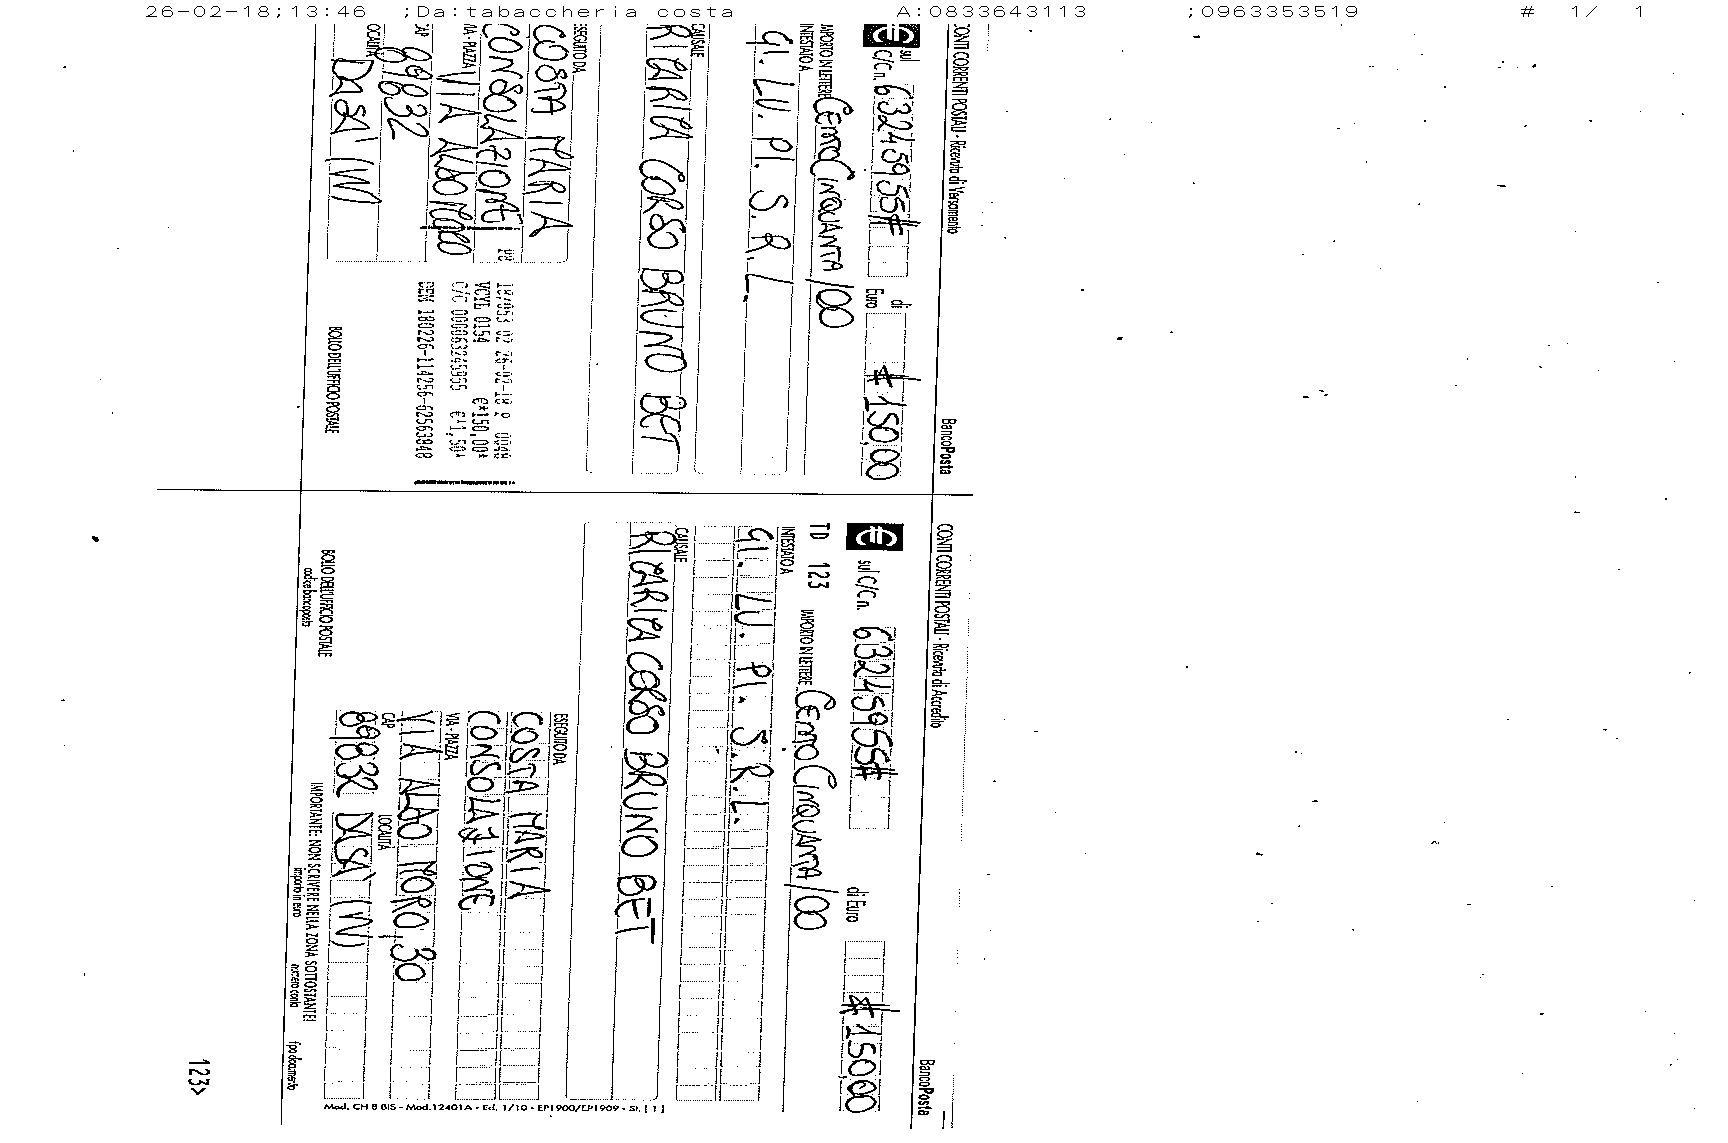 26-02-18;13:46 ;Da:tabaccheria costa A:0833643113 ;0963353519 # 1/ 1
CONTI CORRENTI POSTALI - Ricevuta di Versamento BancoPosta
sul C/C n. 63245955# di Euro #150,00
IMPORTO IN LETTERE CENTOCINQUANTA/00
INTESTATO A
GI. LU. PI. S. R. L.
CAUSALE
RICARICA CORSO BRUNO BET
ESEGUITO DA
COSTA MARIA
CONSOLAZIONE
VIA - PIAZZA
VIA ALDO MORO
CAP
89832
LOCALITÀ
DASA' (VV)
18/053 02 26-02-18
VCYL 0154 €*150,00*
C/C 000063245955 €*1,50*
DEM 180226-114256-62563848
BOLLO DELL'UFFICIO POSTALE
CONTI CORRENTI POSTALI - Ricevuta di Accredito BancoPosta
sul C/C n. 63245955# di Euro #150,00
TD 123 IMPORTO IN LETTERE CENTOCINQUANTA/00
INTESTATO A
GI. LU. PI. S. R. L.
CAUSALE
RICARICA CORSO BRUNO BET
ESEGUITO DA
COSTA MARIA
CONSOLAZIONE
VIA - PIAZZA
VIA ALDO MORO, 30
CAP LOCALITÀ
89832 DASA' (VV)
BOLLO DELL'UFFICIO POSTALE
codice bancoposta
IMPORTANTE: NON SCRIVERE NELLA ZONA SOTTOSTANTE!
importo in euro numero conto tipo documento
123>
Mod. CH 8 BIS - Mod.12401A - Ed. 1/10 - EP1900/EP1909 - St. [ 1 ]